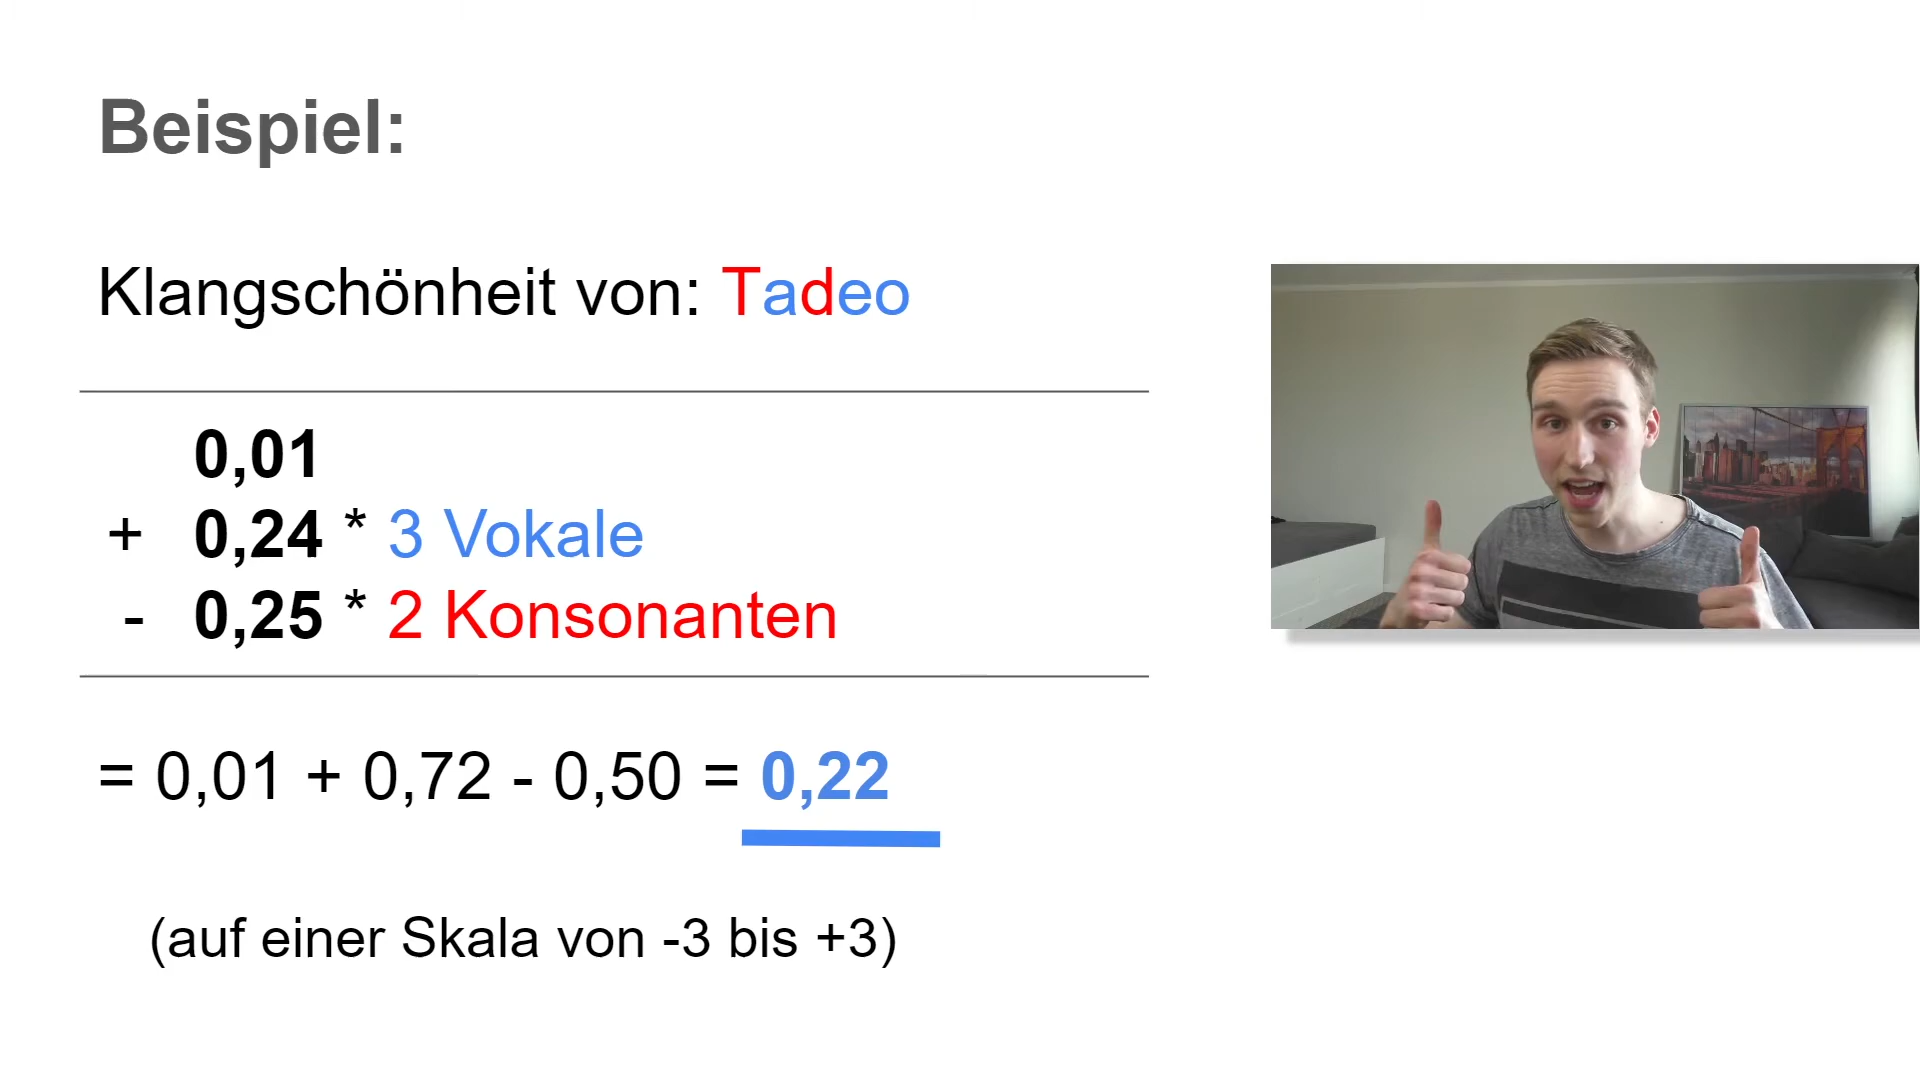 Beispiel:
Klangschönheit von: Tadeo
0,01
+ 0,24 * 3 Vokale
- 0,25 * 2 Konsonanten
= 0,01 + 0,72 - 0,50 = 0,22
(auf einer Skala von -3 bis +3)